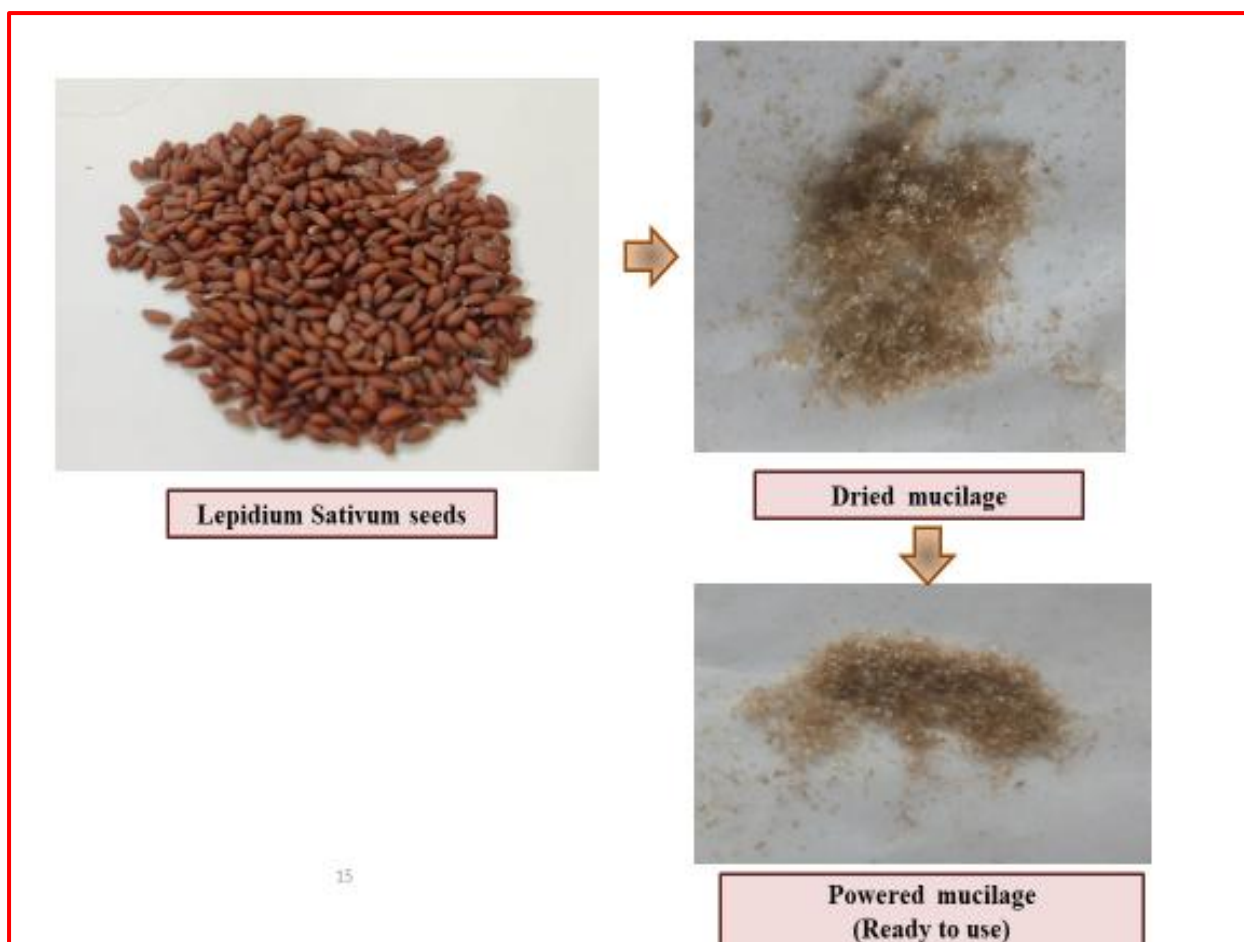 Lepidium Sativum seeds
Dried mucilage
15
Powered mucilage
(Ready to use)